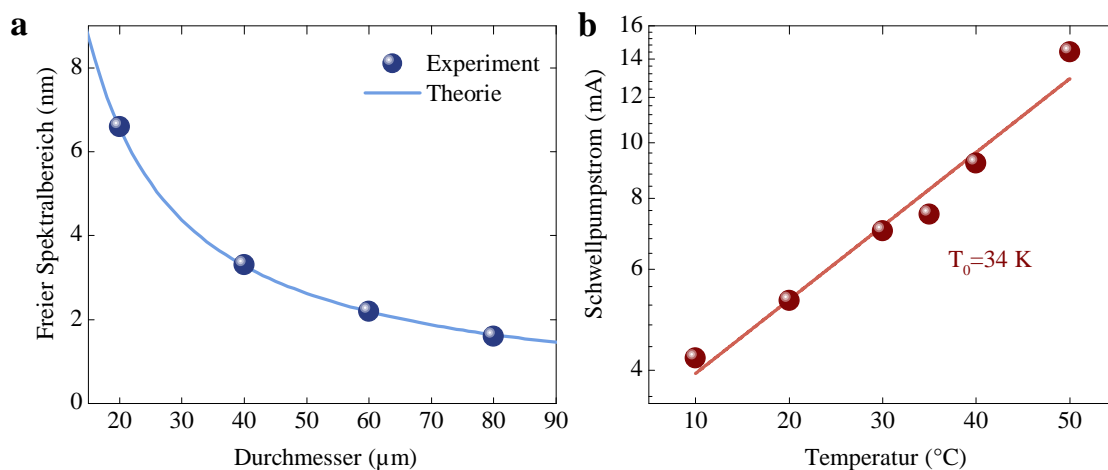 a
Freier Spektralbereich (nm)
8
6
4
2
0
Experiment
Theorie
20 30 40 50 60 70 80 90
Durchmesser (µm)
b
Schwellpumpstrom (mA)
16
14
12
10
8
6
4
T₀=34 K
10 20 30 40 50
Temperatur (°C)